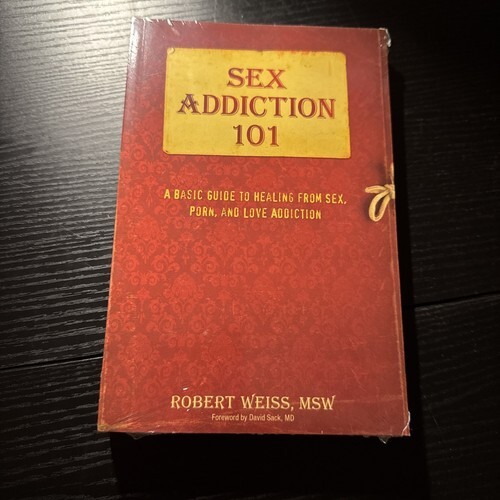 SEX
ADDICTION
101
A BASIC GUIDE TO HEALING FROM SEX,
PORN, AND LOVE ADDICTION
ROBERT WEISS, MSW
Foreword by David Sack, MD